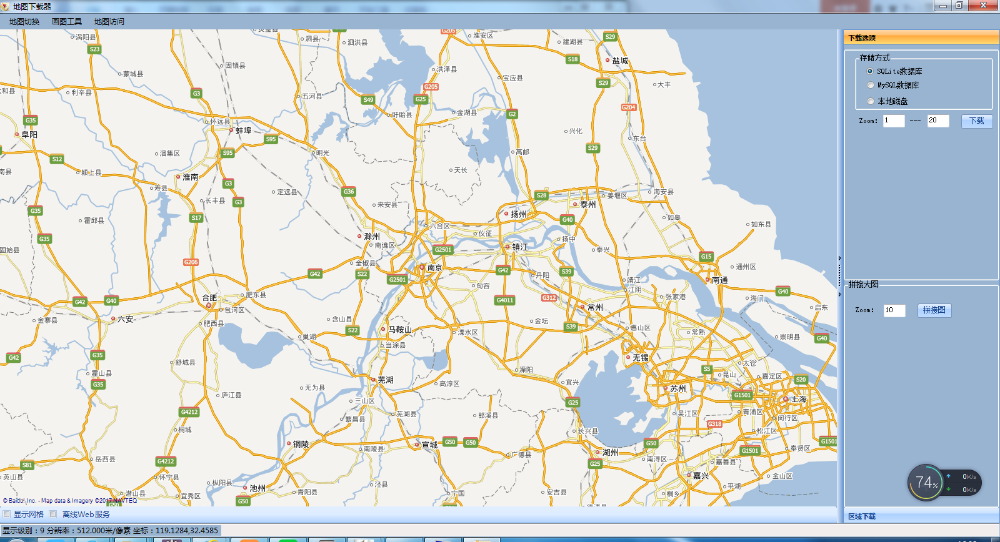 地图下载器
地图切换 画图工具 地图访问
下载选项
存储方式
SQLite数据库
MySQL数据库
本地磁盘
Zoom: 1 --- 20 下载
拼接大图
Zoom: 10 拼接图
区域下载
74%
0K/s
0K/s
涡阳县
S23
泗县
泗洪县
G205
淮安区
建湖县
S29
S18
盐城
固镇县
蒙城县
洪泽县
宝应县
S29
大丰
G205
利辛县
G3
五河县
S49
G25
G204
G35
怀远县
盱眙县
金湖县
G2
阜阳
蚌埠
S95
兴化
东台
潘集区
S95
明光
高邮
S29
S12
颍上县
淮南
G3
天长
寿县
定远县
G36
海安县
长丰县
G3
来安县
S28
泰州
姜堰区
G35
S17
扬州
霍邱县
六合区
G40
如皋
如东县
G35
滁州
仪征
扬中
固始县
南谯区
G2501
镇江
泰兴
G15
G206
全椒县
南京
G42
S39
通州区
G42
S22
G2501
丹阳
靖江
南通
句容
江阴
G40
合肥
肥东县
G4011
G312
张家港
海门
G42
G40
包河区
常州
启东
金寨县
六安
肥西县
含山县
马鞍山
金坛
S39
惠山区
S22
溧水区
常熟
G40
巢湖
当涂县
崇明县
G42
G35
舒城县
无锡
太仓
霍山县
溧阳
S5
昆山
嘉定区
S20
G35
芜湖
高淳区
宜兴
苏州
无为县
G1501
上海
庐江县
三山区
G25
G4212
芜湖县
郎溪县
吴江区
青浦区
闵行区
繁昌县
G318
桐城
长兴县
松江区
铜陵
宣城
G50
G50
G50
G1501
南陵县
广德县
湖州
G1501
奉贤区
S81
岳西县
G4212
G25
南浔区
嘉善县
英山县
怀宁县
枞阳县
池州
泾县
嘉兴
金山区
潜山县
宜秀区
青阳县
宁国
安吉县
平湖
G50
桐乡
© Baidu! Inc. - Map data & Imagery ©2017 NAVTEQ
显示网格 离线Web服务
显示级别：9 分辨率：512.000米/像素 坐标：119.1284,32.4585